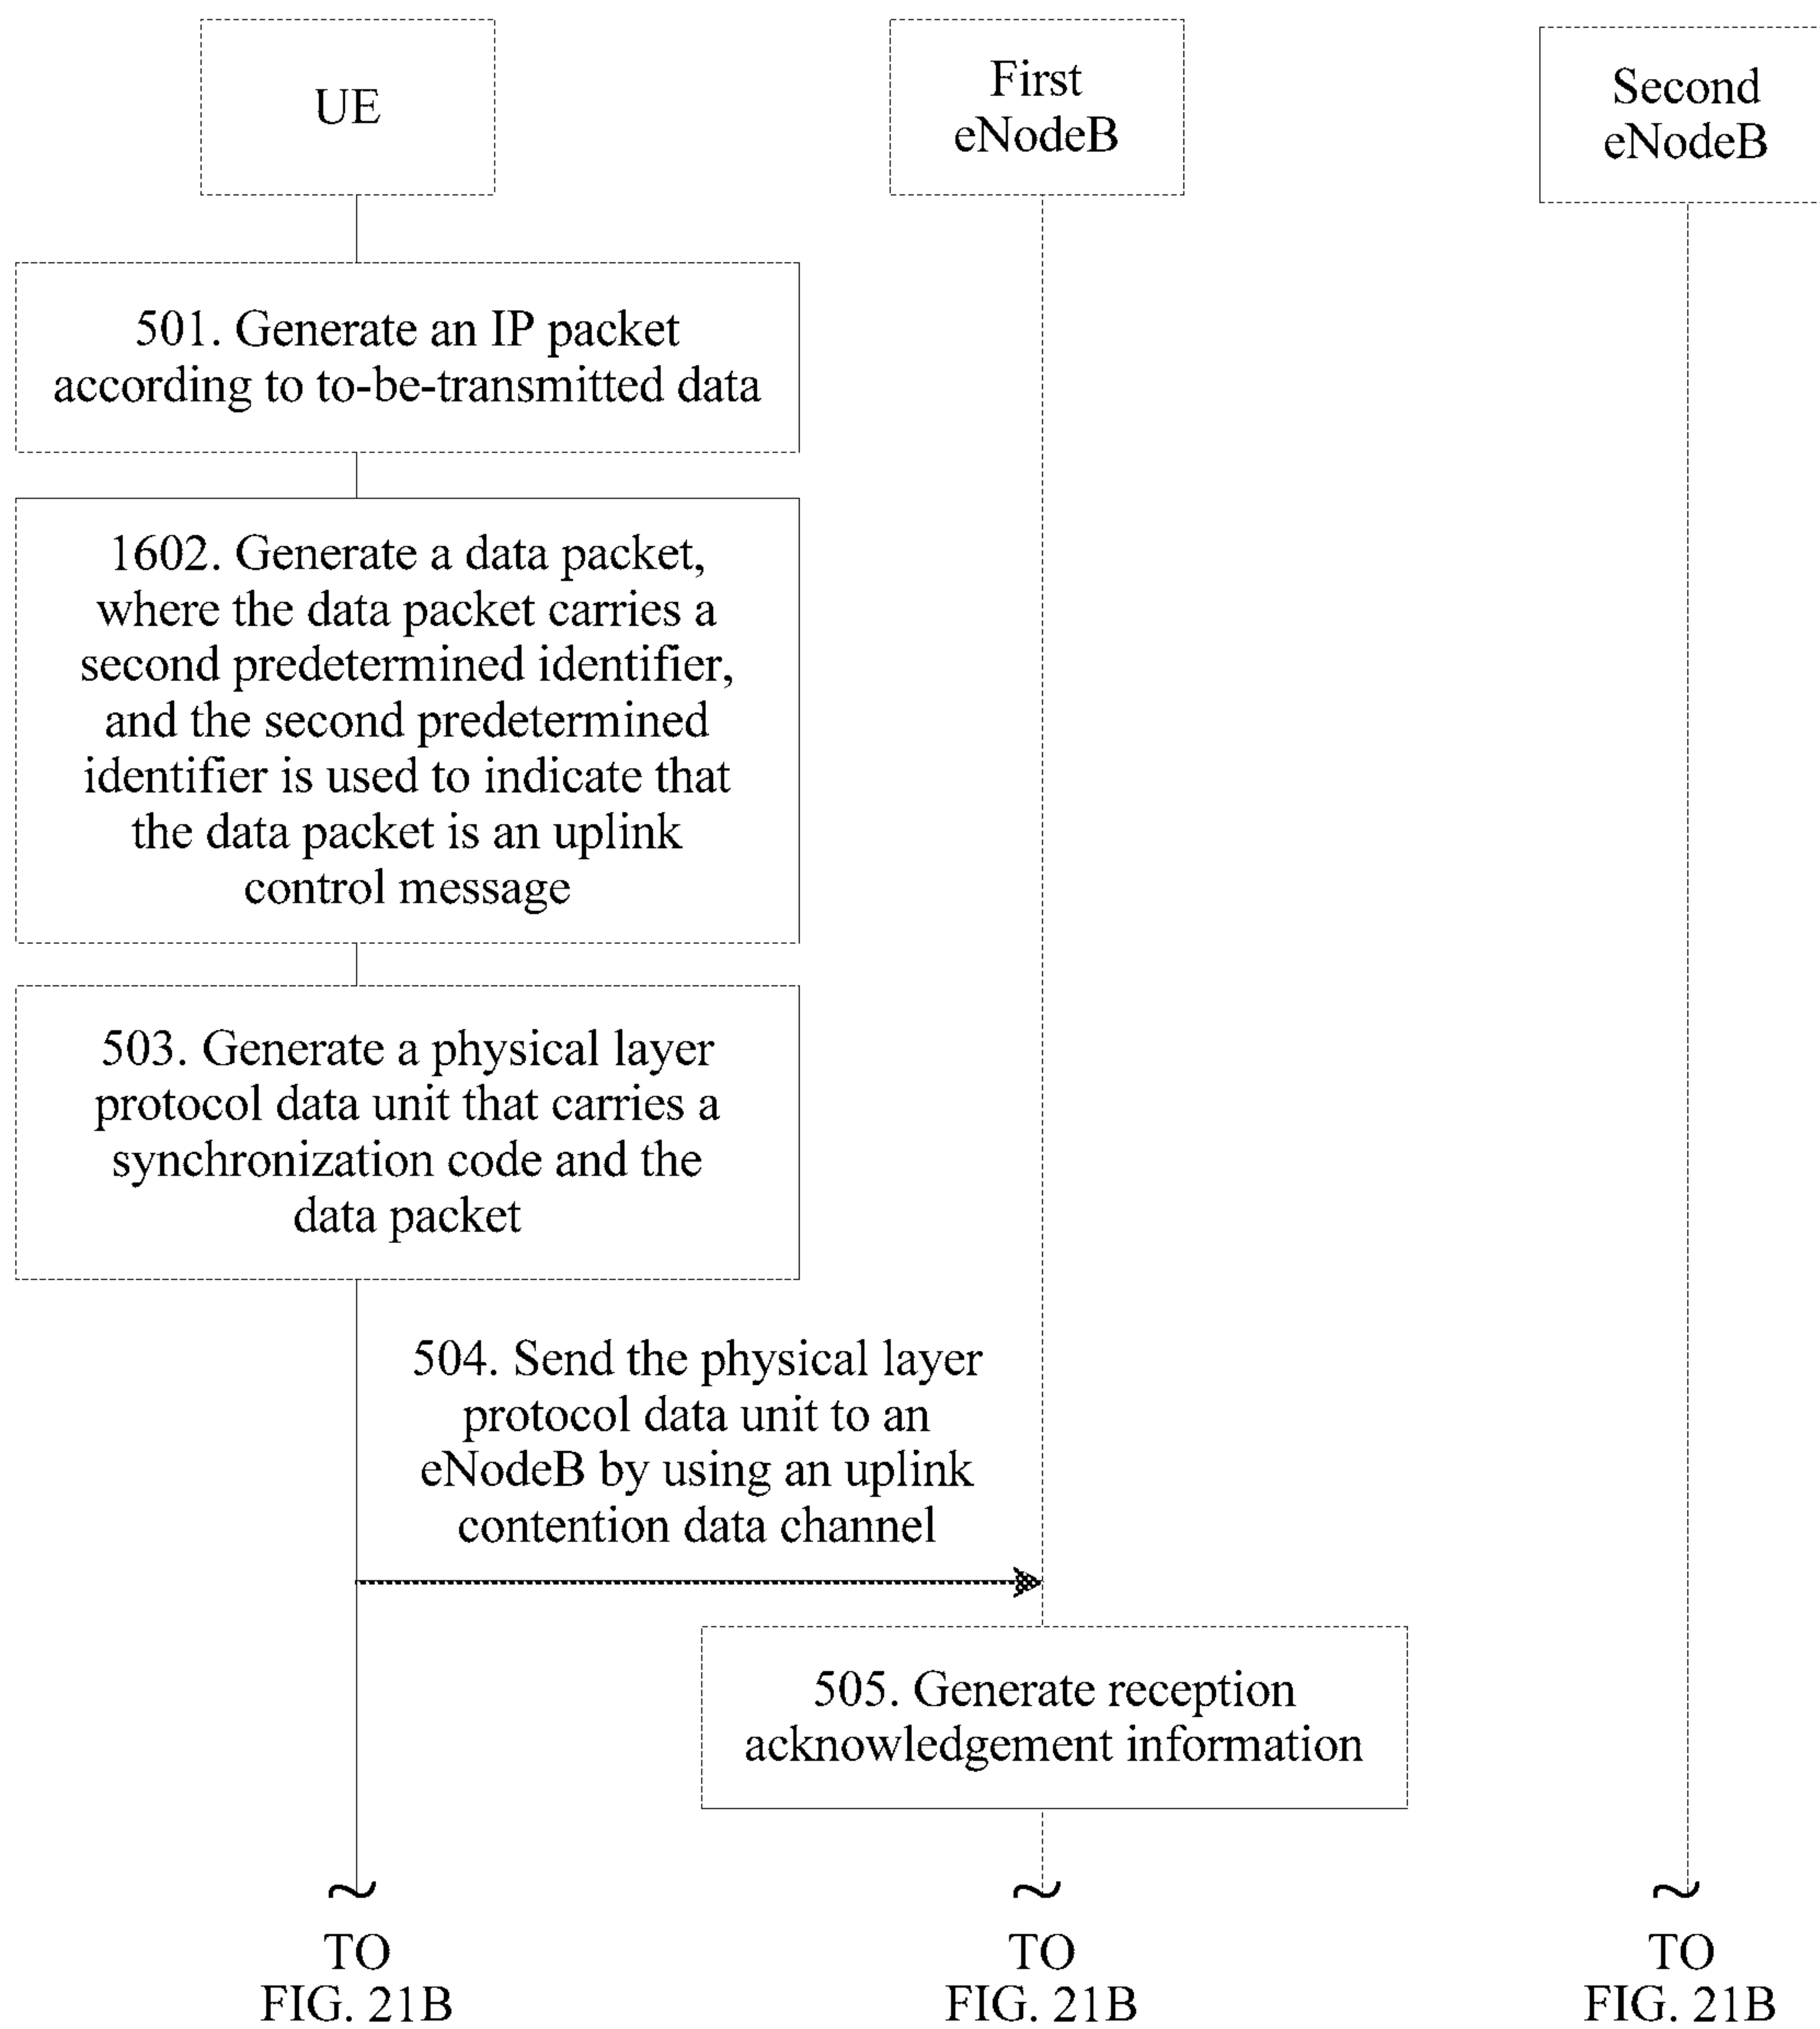 UE
First
eNodeB
Second
eNodeB
501. Generate an IP packet
according to to-be-transmitted data
1602. Generate a data packet,
where the data packet carries a
second predetermined identifier,
and the second predetermined
identifier is used to indicate that
the data packet is an uplink
control message
503. Generate a physical layer
protocol data unit that carries a
synchronization code and the
data packet
504. Send the physical layer
protocol data unit to an
eNodeB by using an uplink
contention data channel
505. Generate reception
acknowledgement information
TO
FIG. 21B
TO
FIG. 21B
TO
FIG. 21B